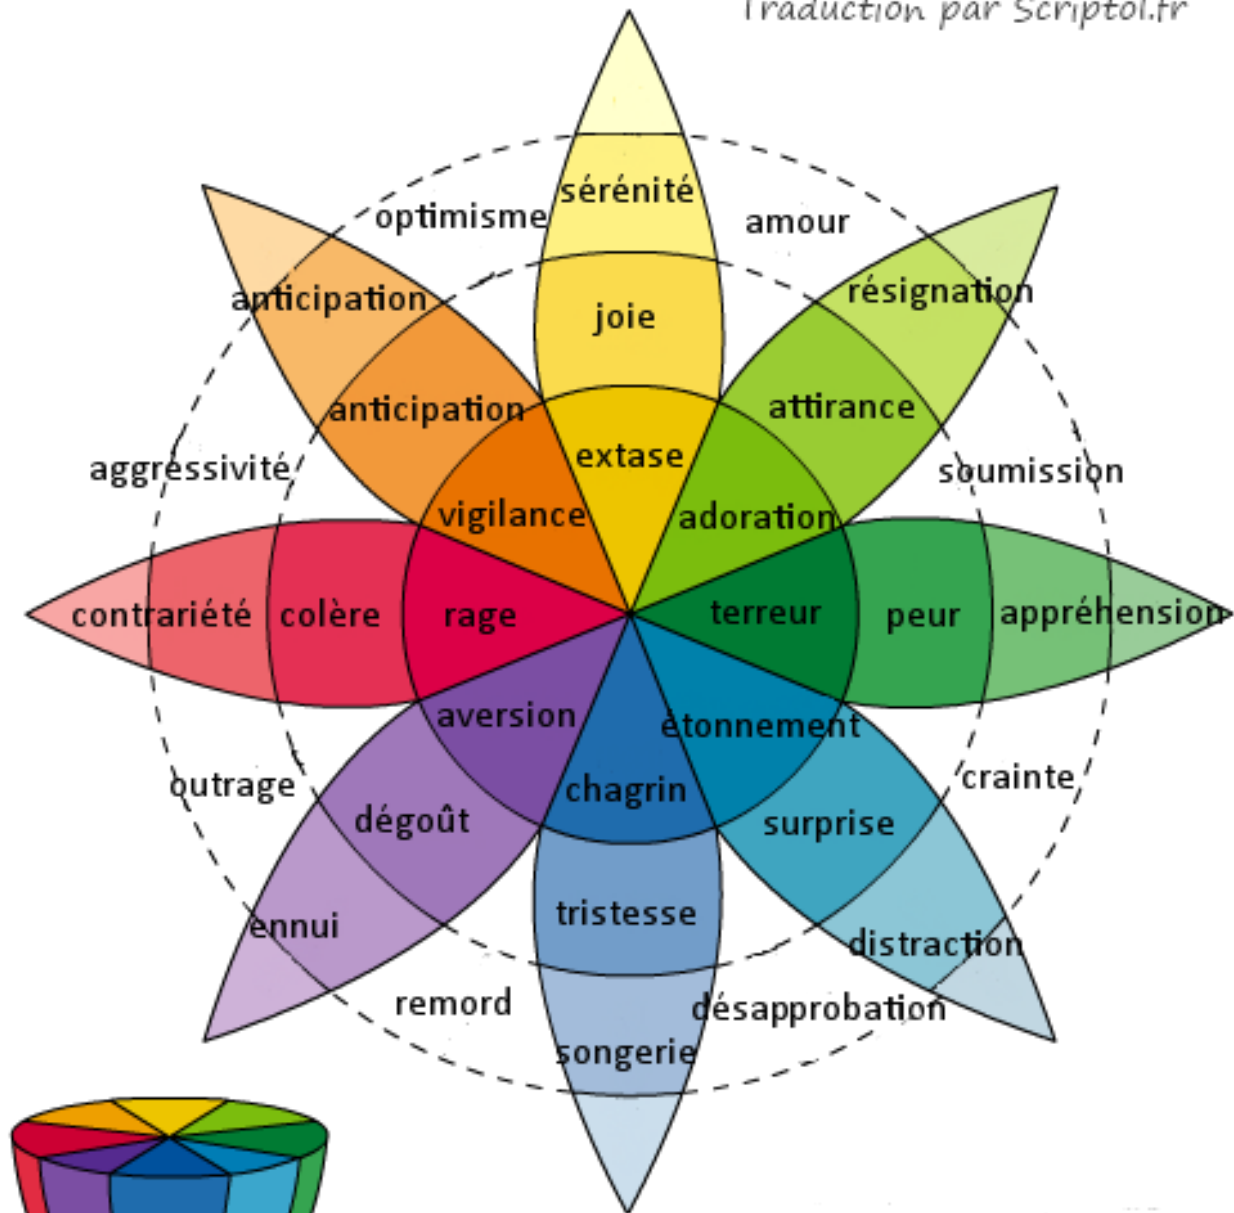 Traduction par Scriptol.fr
sérénité
optimisme
amour
résignation
anticipation
joie
attirance
anticipation
extase
aggressivité
soumission
vigilance
adoration
contrariété
colère
rage
terreur
peur
appréhension
aversion
étonnement
outrage
chagrin
crainte
dégoût
surprise
tristesse
ennui
distraction
remord
désapprobation
songerie